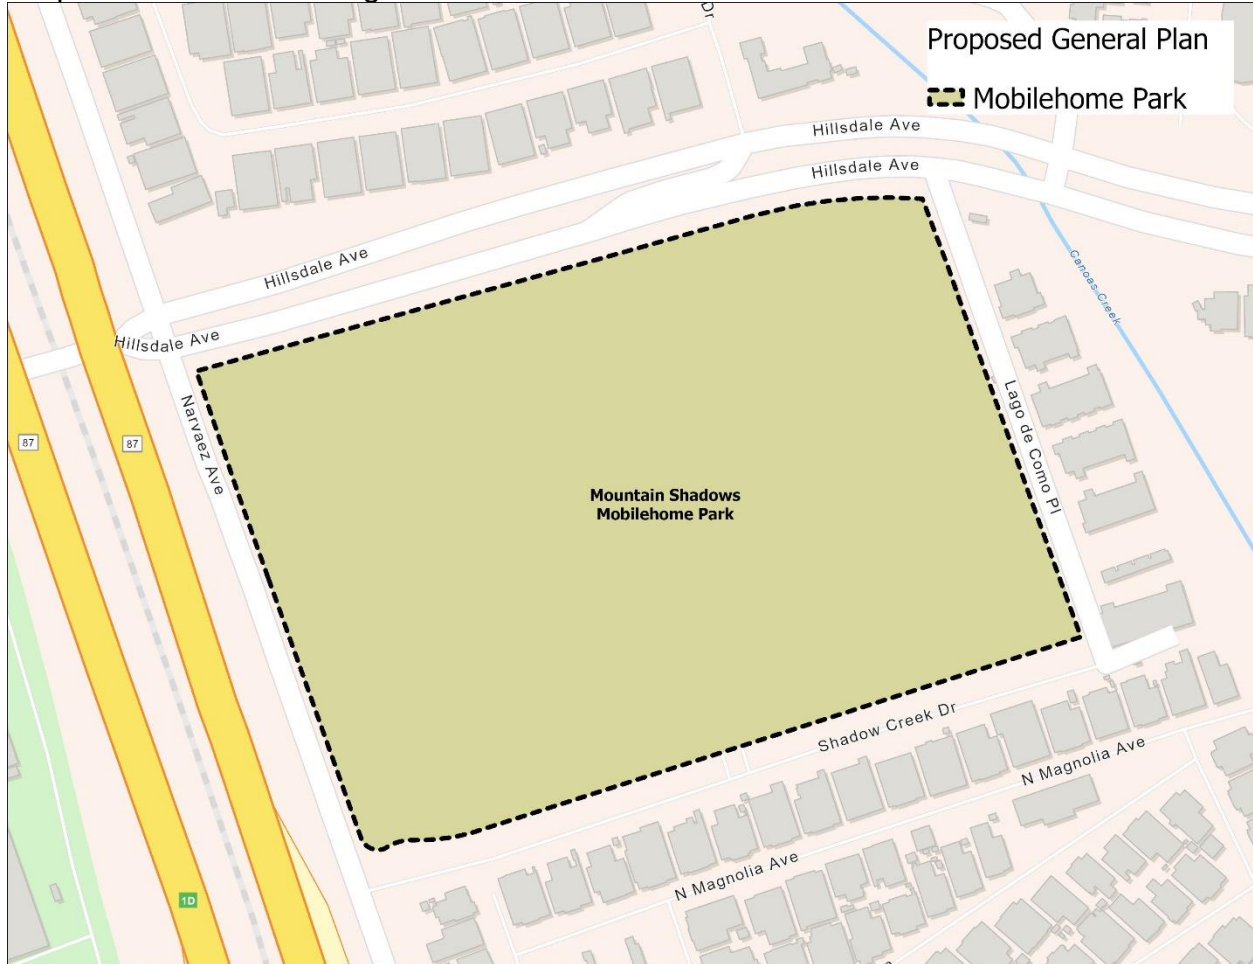 Dr
Proposed General Plan
Mobilehome Park
Hillsdale Ave
Hillsdale Ave
Hillsdale Ave
Hillsdale Ave
Canoas Creek
Narvaez Ave
Lago de Como Pl
87
87
Mountain Shadows
Mobilehome Park
Shadow Creek Dr
N Magnolia Ave
N Magnolia Ave
1D